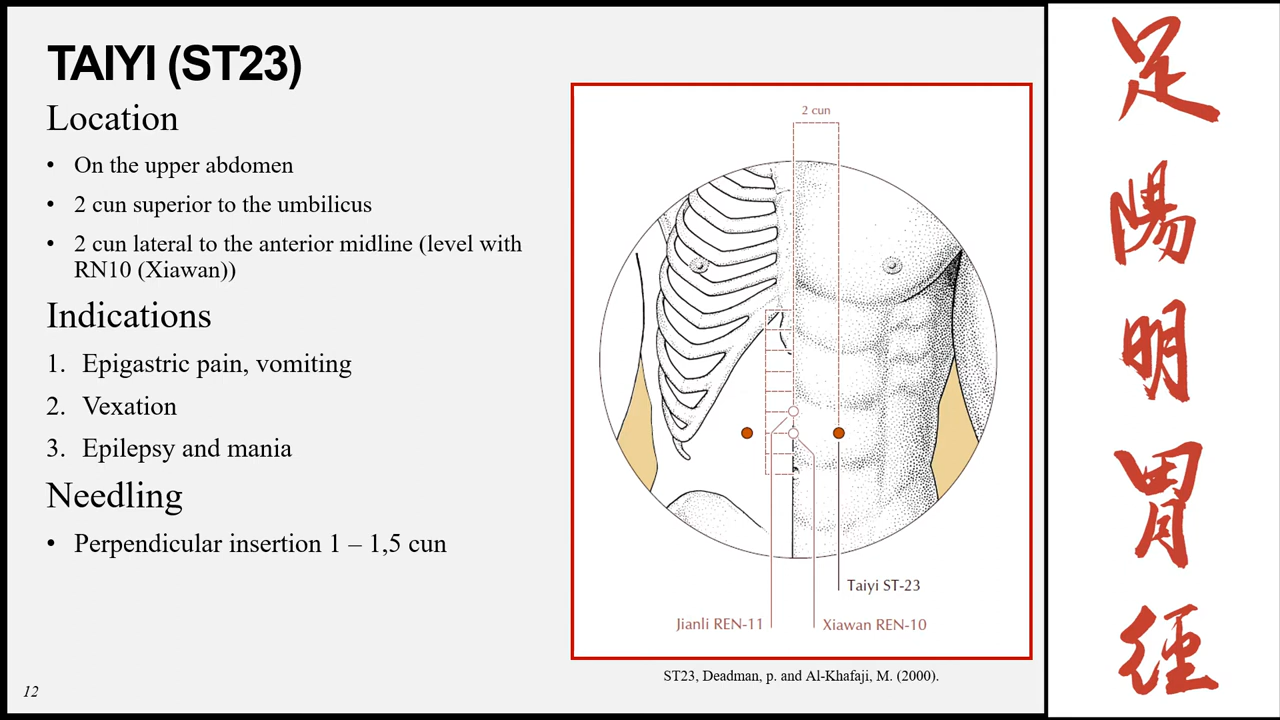 TAIYI (ST23)
Location
• On the upper abdomen
• 2 cun superior to the umbilicus
• 2 cun lateral to the anterior midline (level with
RN10 (Xiawan))
Indications
1. Epigastric pain, vomiting
2. Vexation
3. Epilepsy and mania
Needling
• Perpendicular insertion 1 – 1,5 cun
12
2 cun
Taiyi ST-23
Jianli REN-11
Xiawan REN-10
ST23, Deadman, p. and Al-Khafaji, M. (2000).
足
陽
明
胃
徑